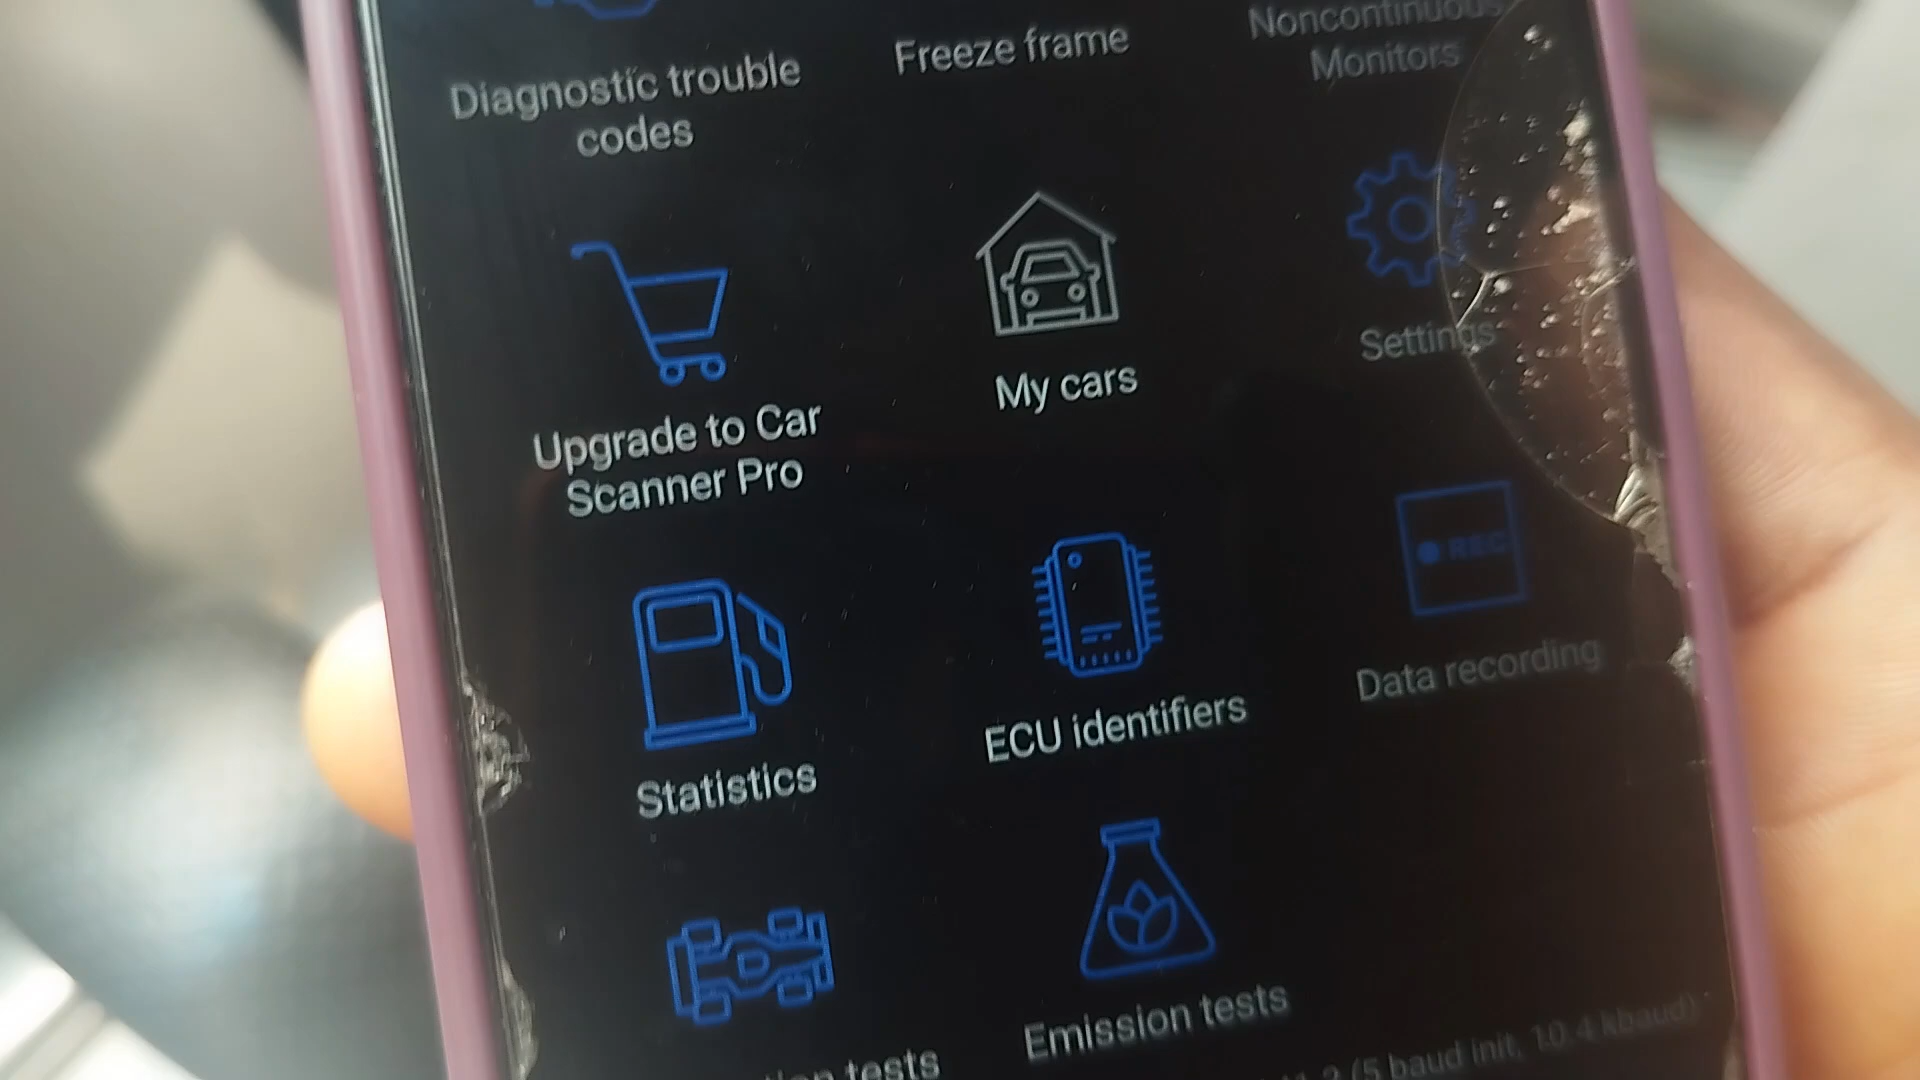 Diagnostic trouble
codes
Freeze frame
Noncontinuous
Monitors
Upgrade to Car
Scanner Pro
My cars
Settings
Statistics
ECU identifiers
REC
Data recording
tests
Emission tests
(5 baud init, 10.4 kbaud)